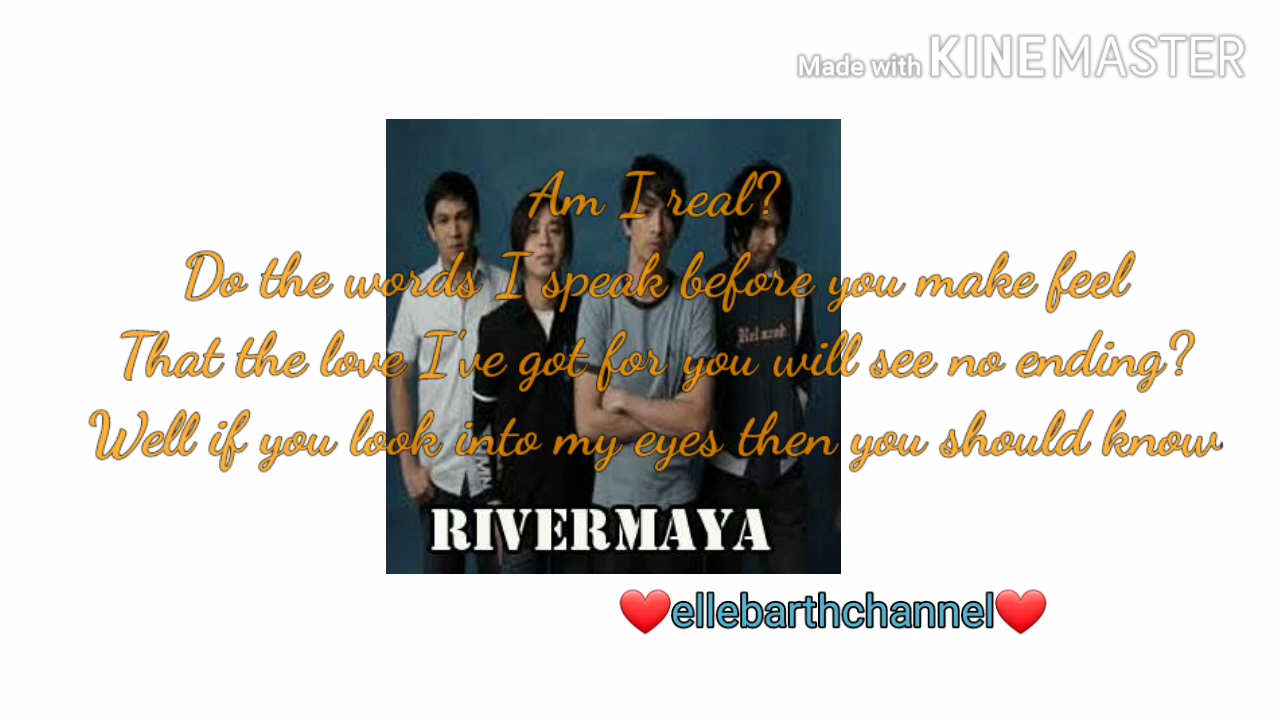 Made with KINEMASTER
Am I real?
Do the words I speak before you make feel
That the love I've got for you will see no ending?
Well if you look into my eyes then you should know
RIVERMAYA
❤️ellebarthchannel❤️